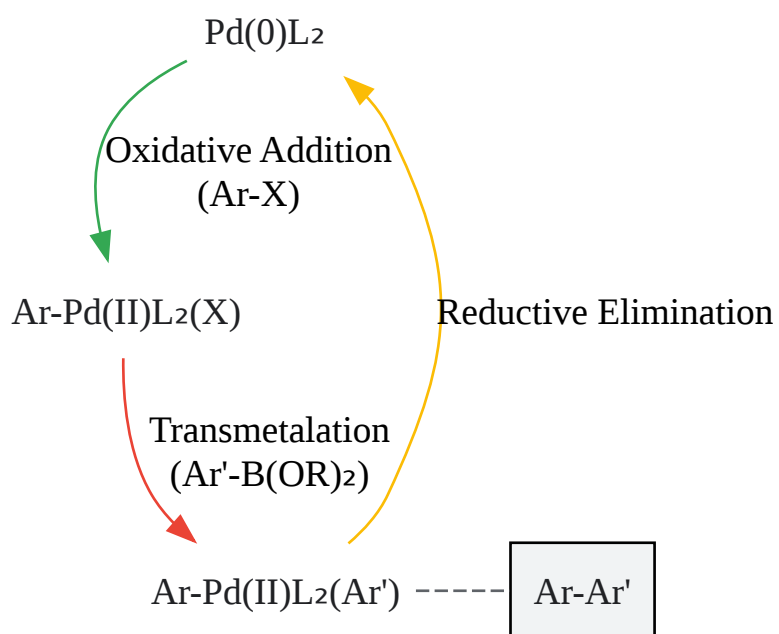 Pd(0)L₂
Oxidative Addition
(Ar-X)
Ar-Pd(II)L₂(X)
Reductive Elimination
Transmetalation
(Ar'-B(OR)₂)
Ar-Pd(II)L₂(Ar')
Ar-Ar'